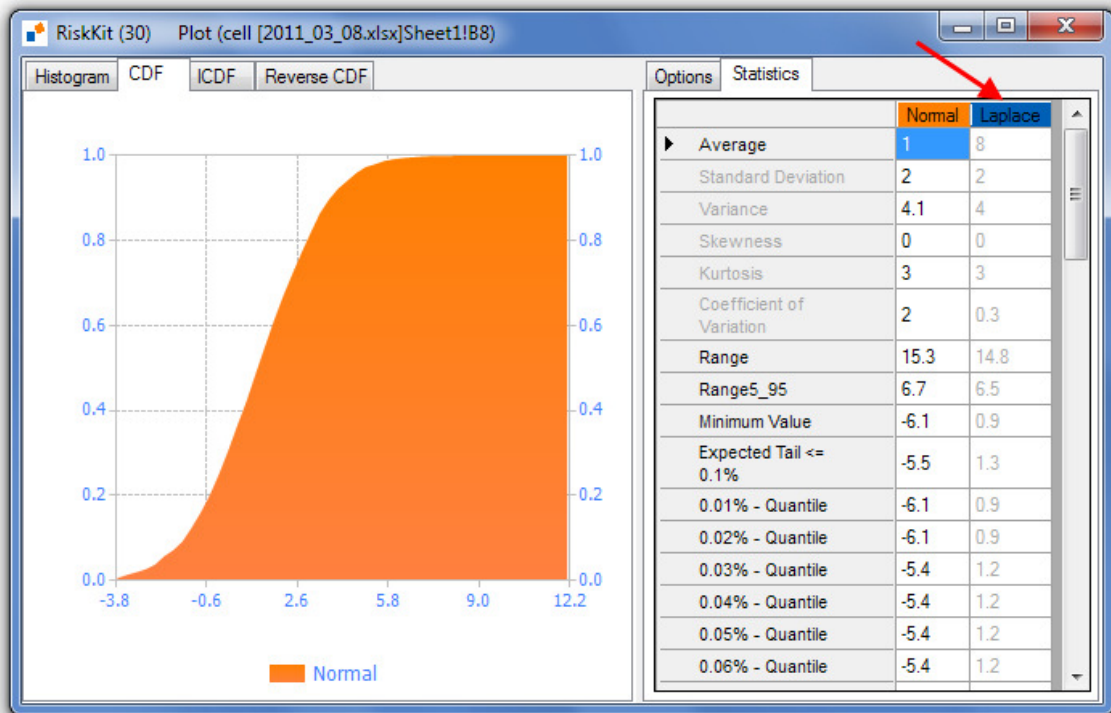 RiskKit (30) Plot (cell [2011_03_08.xlsx]Sheet1!B8)
Histogram CDF ICDF Reverse CDF
Options Statistics
Normal Laplace
Average 1 8
Standard Deviation 2 2
Variance 4.1 4
Skewness 0 0
Kurtosis 3 3
Coefficient of
Variation 2 0.3
Range 15.3 14.8
Range5_95 6.7 6.5
Minimum Value -6.1 0.9
Expected Tail <=
0.1% -5.5 1.3
0.01% - Quantile -6.1 0.9
0.02% - Quantile -6.1 0.9
0.03% - Quantile -5.4 1.2
0.04% - Quantile -5.4 1.2
0.05% - Quantile -5.4 1.2
0.06% - Quantile -5.4 1.2
1.0 1.0
0.8 0.8
0.6 0.6
0.4 0.4
0.2 0.2
0.0 0.0
-3.8 -0.6 2.6 5.8 9.0 12.2
Normal